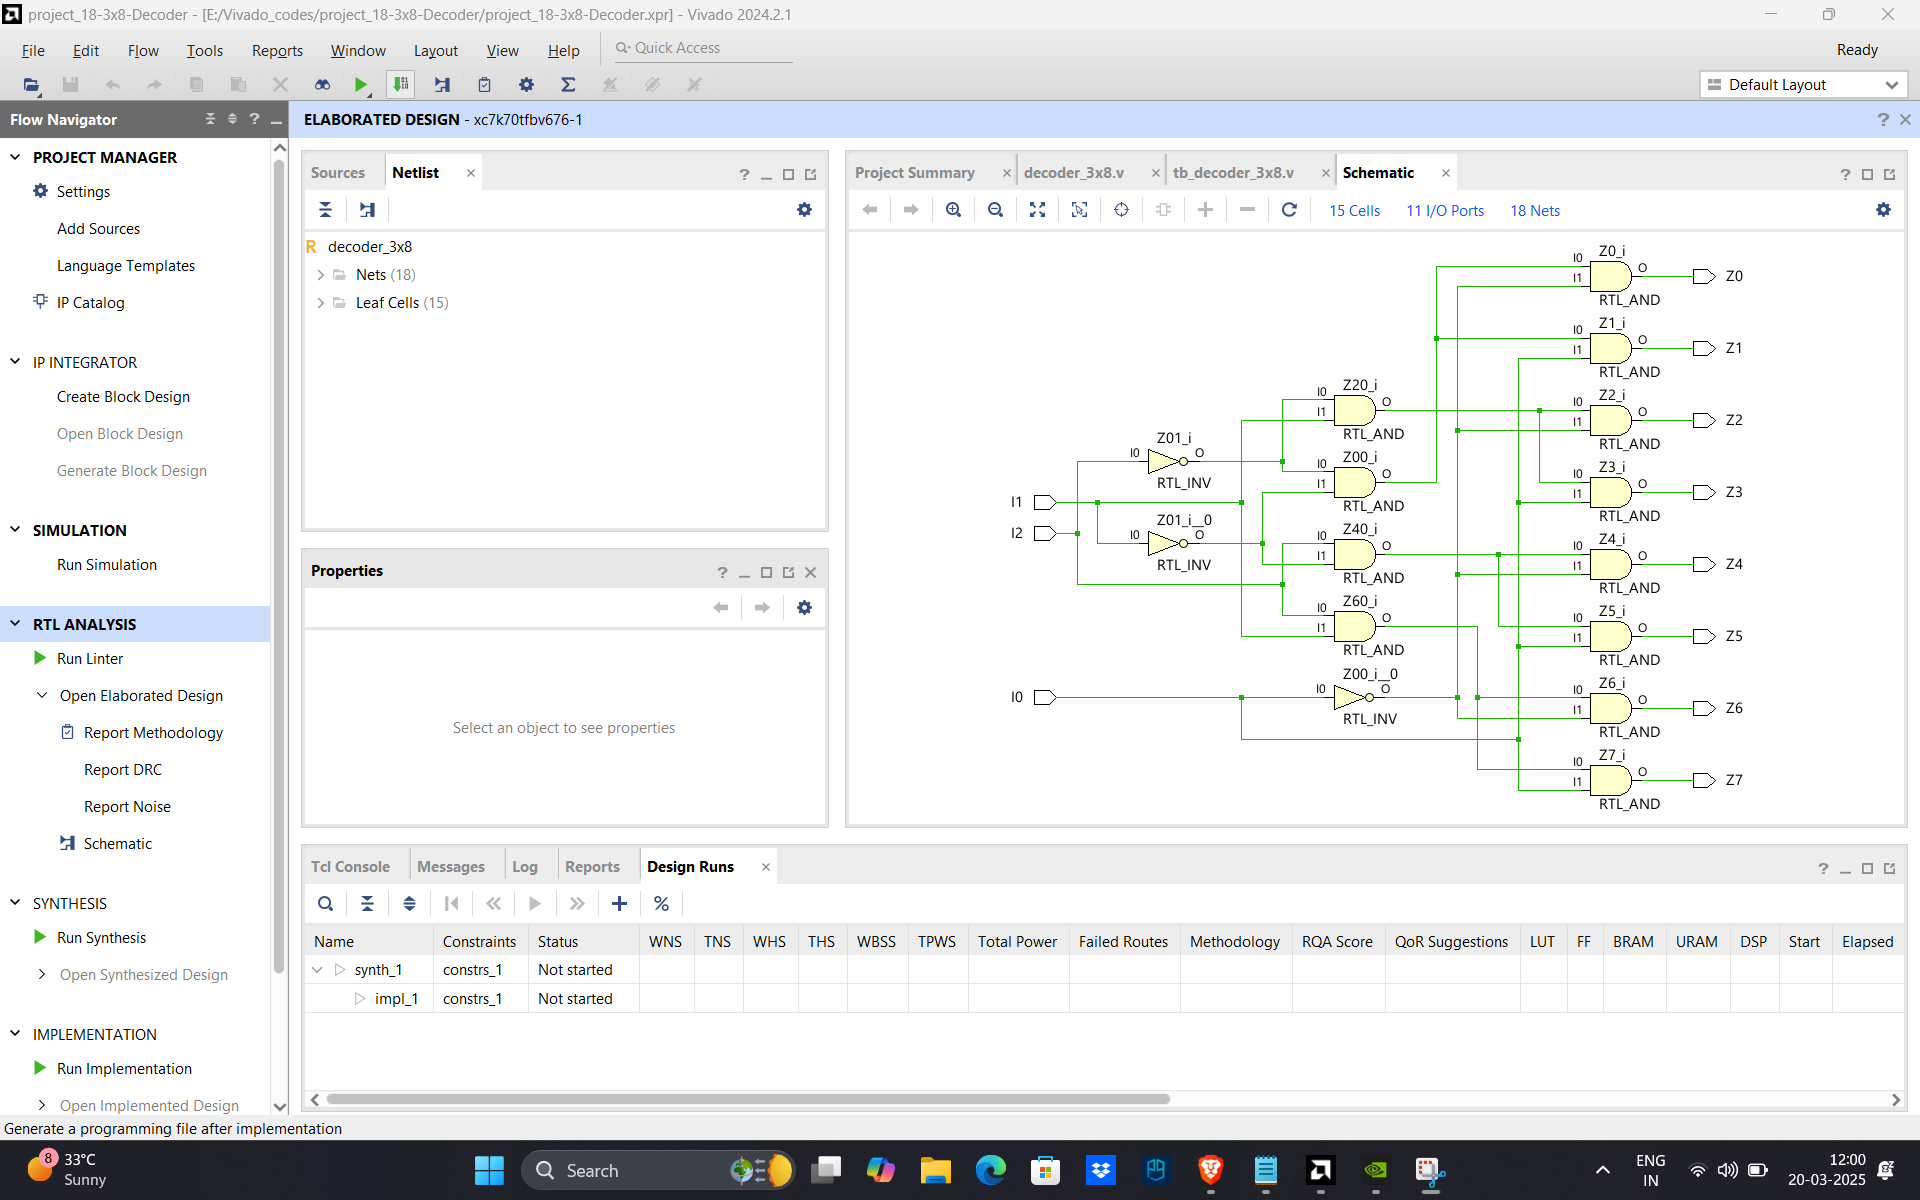 project_18-3x8-Decoder - [E:/Vivado_codes/project_18-3x8-Decoder/project_18-3x8-Decoder.xpr] - Vivado 2024.2.1
File Edit Flow Tools Reports Window Layout View Help Quick Access
Ready
Default Layout
Flow Navigator
ELABORATED DESIGN - xc7k70tfbv676-1
PROJECT MANAGER
Settings
Add Sources
Language Templates
IP Catalog
IP INTEGRATOR
Create Block Design
Open Block Design
Generate Block Design
SIMULATION
Run Simulation
RTL ANALYSIS
Run Linter
Open Elaborated Design
Report Methodology
Report DRC
Report Noise
Schematic
SYNTHESIS
Run Synthesis
Open Synthesized Design
IMPLEMENTATION
Run Implementation
Open Implemented Design
Sources Netlist
R decoder_3x8
Nets (18)
Leaf Cells (15)
Properties
Select an object to see properties
Project Summary decoder_3x8.v tb_decoder_3x8.v Schematic
15 Cells 11 I/O Ports 18 Nets
I1
I2
I0
Z01_i
I0 O
RTL_INV
Z01_i__0
I0 O
RTL_INV
Z20_i
I0
I1 O
RTL_AND
Z00_i
I0
I1 O
RTL_AND
Z40_i
I0
I1 O
RTL_AND
Z60_i
I0
I1 O
RTL_AND
Z00_i__0
I0 O
RTL_INV
Z0_i
I0
I1 O
Z0
RTL_AND
Z1_i
I0
I1 O
Z1
RTL_AND
Z2_i
I0
I1 O
Z2
RTL_AND
Z3_i
I0
I1 O
Z3
RTL_AND
Z4_i
I0
I1 O
Z4
RTL_AND
Z5_i
I0
I1 O
Z5
RTL_AND
Z6_i
I0
I1 O
Z6
RTL_AND
Z7_i
I0
I1 O
Z7
RTL_AND
Tcl Console Messages Log Reports Design Runs
Name Constraints Status WNS TNS WHS THS WBSS TPWS Total Power Failed Routes Methodology RQA Score QoR Suggestions LUT FF BRAM URAM DSP Start Elapsed
synth_1 constrs_1 Not started
impl_1 constrs_1 Not started
Generate a programming file after implementation
8
33°C
Sunny
Search
ENG
IN
12:00
20-03-2025